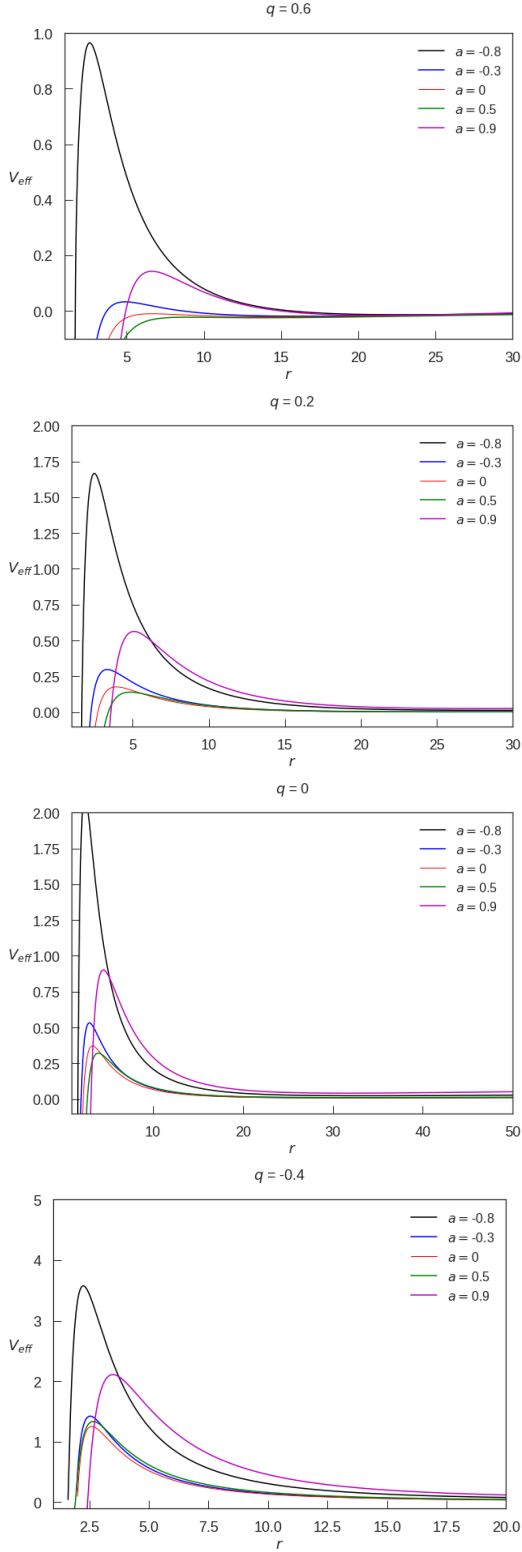 q = 0.6
1.0
0.8
0.6
V_eff
0.4
0.2
0.0
a = -0.8
a = -0.3
a = 0
a = 0.5
a = 0.9
5 10 15 20 25 30
r
q = 0.2
2.00
1.75
1.50
1.25
V_eff 1.00
0.75
0.50
0.25
0.00
a = -0.8
a = -0.3
a = 0
a = 0.5
a = 0.9
5 10 15 20 25 30
r
q = 0
2.00
1.75
1.50
1.25
V_eff 1.00
0.75
0.50
0.25
0.00
a = -0.8
a = -0.3
a = 0
a = 0.5
a = 0.9
10 20 30 40 50
r
q = -0.4
5
4
3
V_eff
2
1
0
a = -0.8
a = -0.3
a = 0
a = 0.5
a = 0.9
2.5 5.0 7.5 10.0 12.5 15.0 17.5 20.0
r